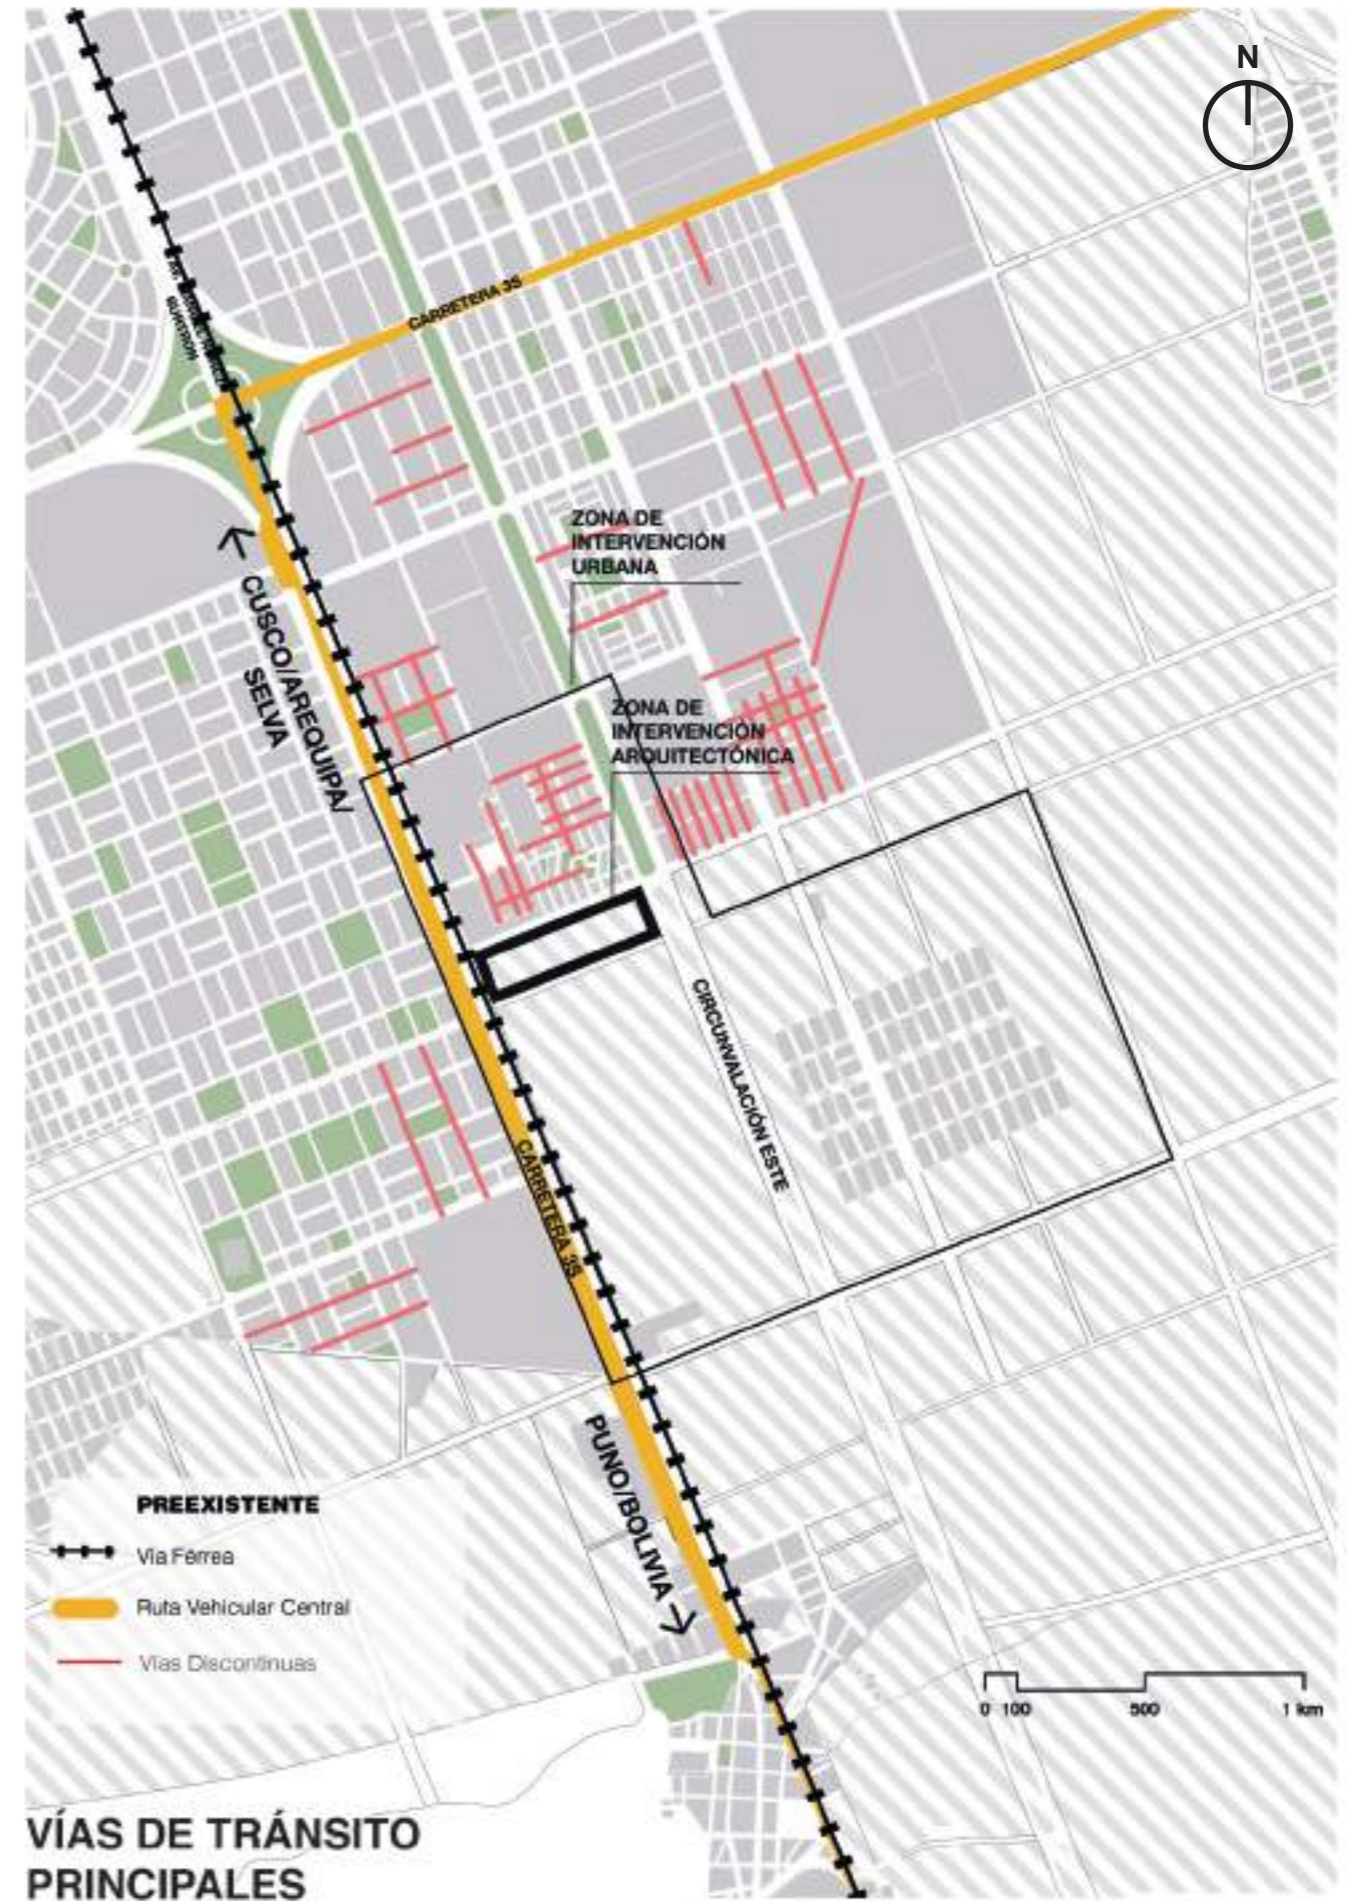 N
CARRETERA 3S
ZONA DE
INTERVENCIÓN
URBANA
CUSCO/AREQUIPA/
SELVA
ZONA DE
INTERVENCIÓN
ARQUITECTÓNICA
CIRCUNVALACIÓN ESTE
CARRETERA 3S
PUNO/BOLIVIA
PREEXISTENTE
Vía Férrea
Ruta Vehicular Central
Vías Discontinuas
0 100 500 1 km
VÍAS DE TRÁNSITO
PRINCIPALES